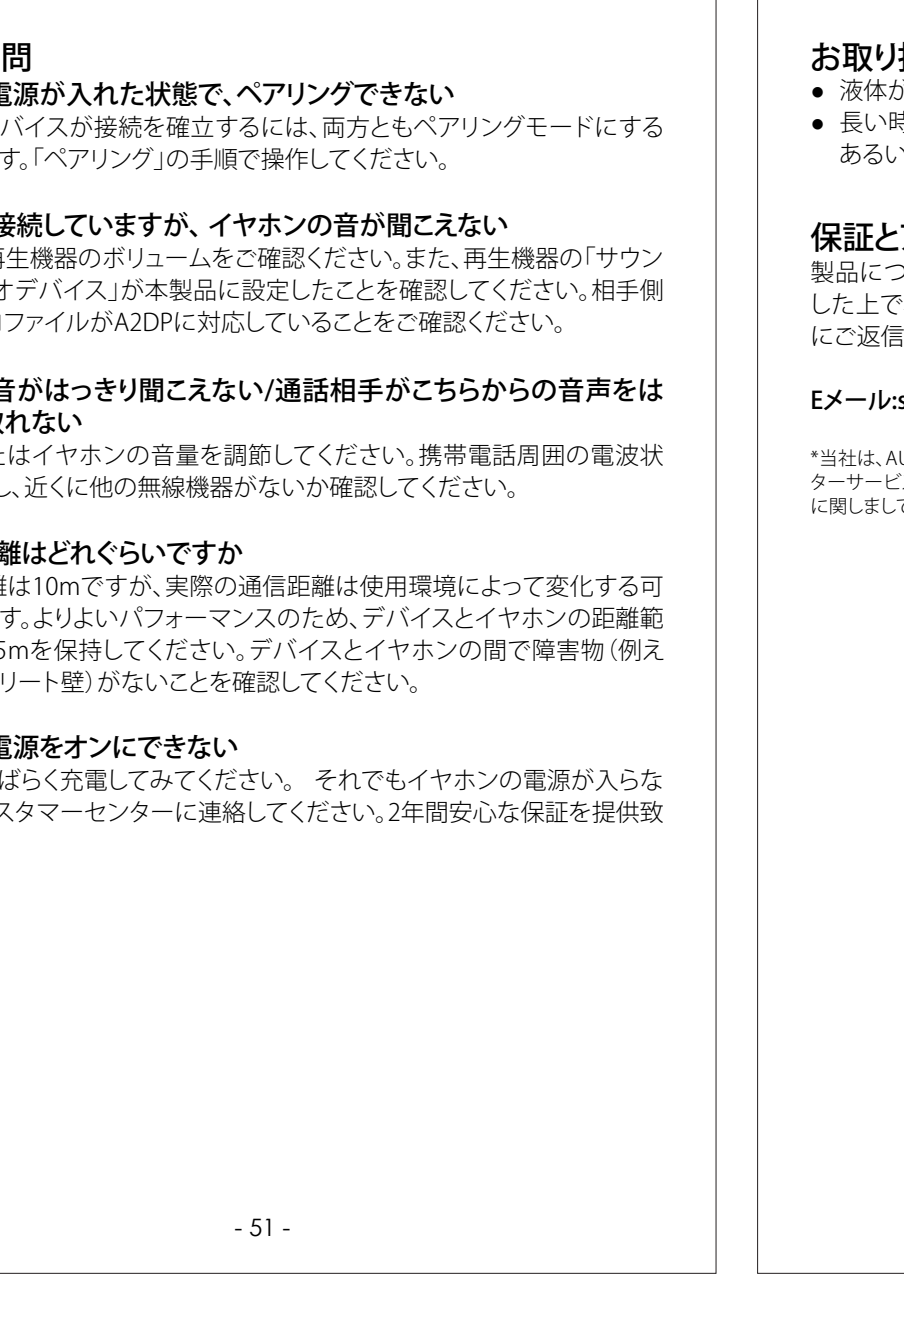 問
電源が入れた状態で、ペアリングできない
バイスが接続を確立するには、両方ともペアリングモードにする
す。「ペアリング」の手順で操作してください。
接続していますが、イヤホンの音が聞こえない
再生機器のボリュームをご確認ください。また、再生機器の「サウン
オデバイス」が本製品に設定したことを確認してください。相手側
ロファイルがA2DPに対応していることをご確認ください。
音がはっきり聞こえない/通話相手がこちらからの音声をは
取れない
たはイヤホンの音量を調節してください。携帯電話周囲の電波状
し、近くに他の無線機器がないか確認してください。
離はどれぐらいですか
離は10mですが、実際の通信距離は使用環境によって変化する可
す。よりよいパフォーマンスのため、デバイスとイヤホンの距離範
5mを保持してください。デバイスとイヤホンの間で障害物（例え
リート壁）がないことを確認してください。
電源をオンにできない
ばらく充電してみてください。 それでもイヤホンの電源が入らな
スタマーセンターに連絡してください。2年間安心な保証を提供致
- 51 -
お取り扱
● 液体が
● 長い時
あるい
保証とア
製品につ
した上で
にご返信
Eメール:s
*当社は、AU
ターサービス
に関しまして